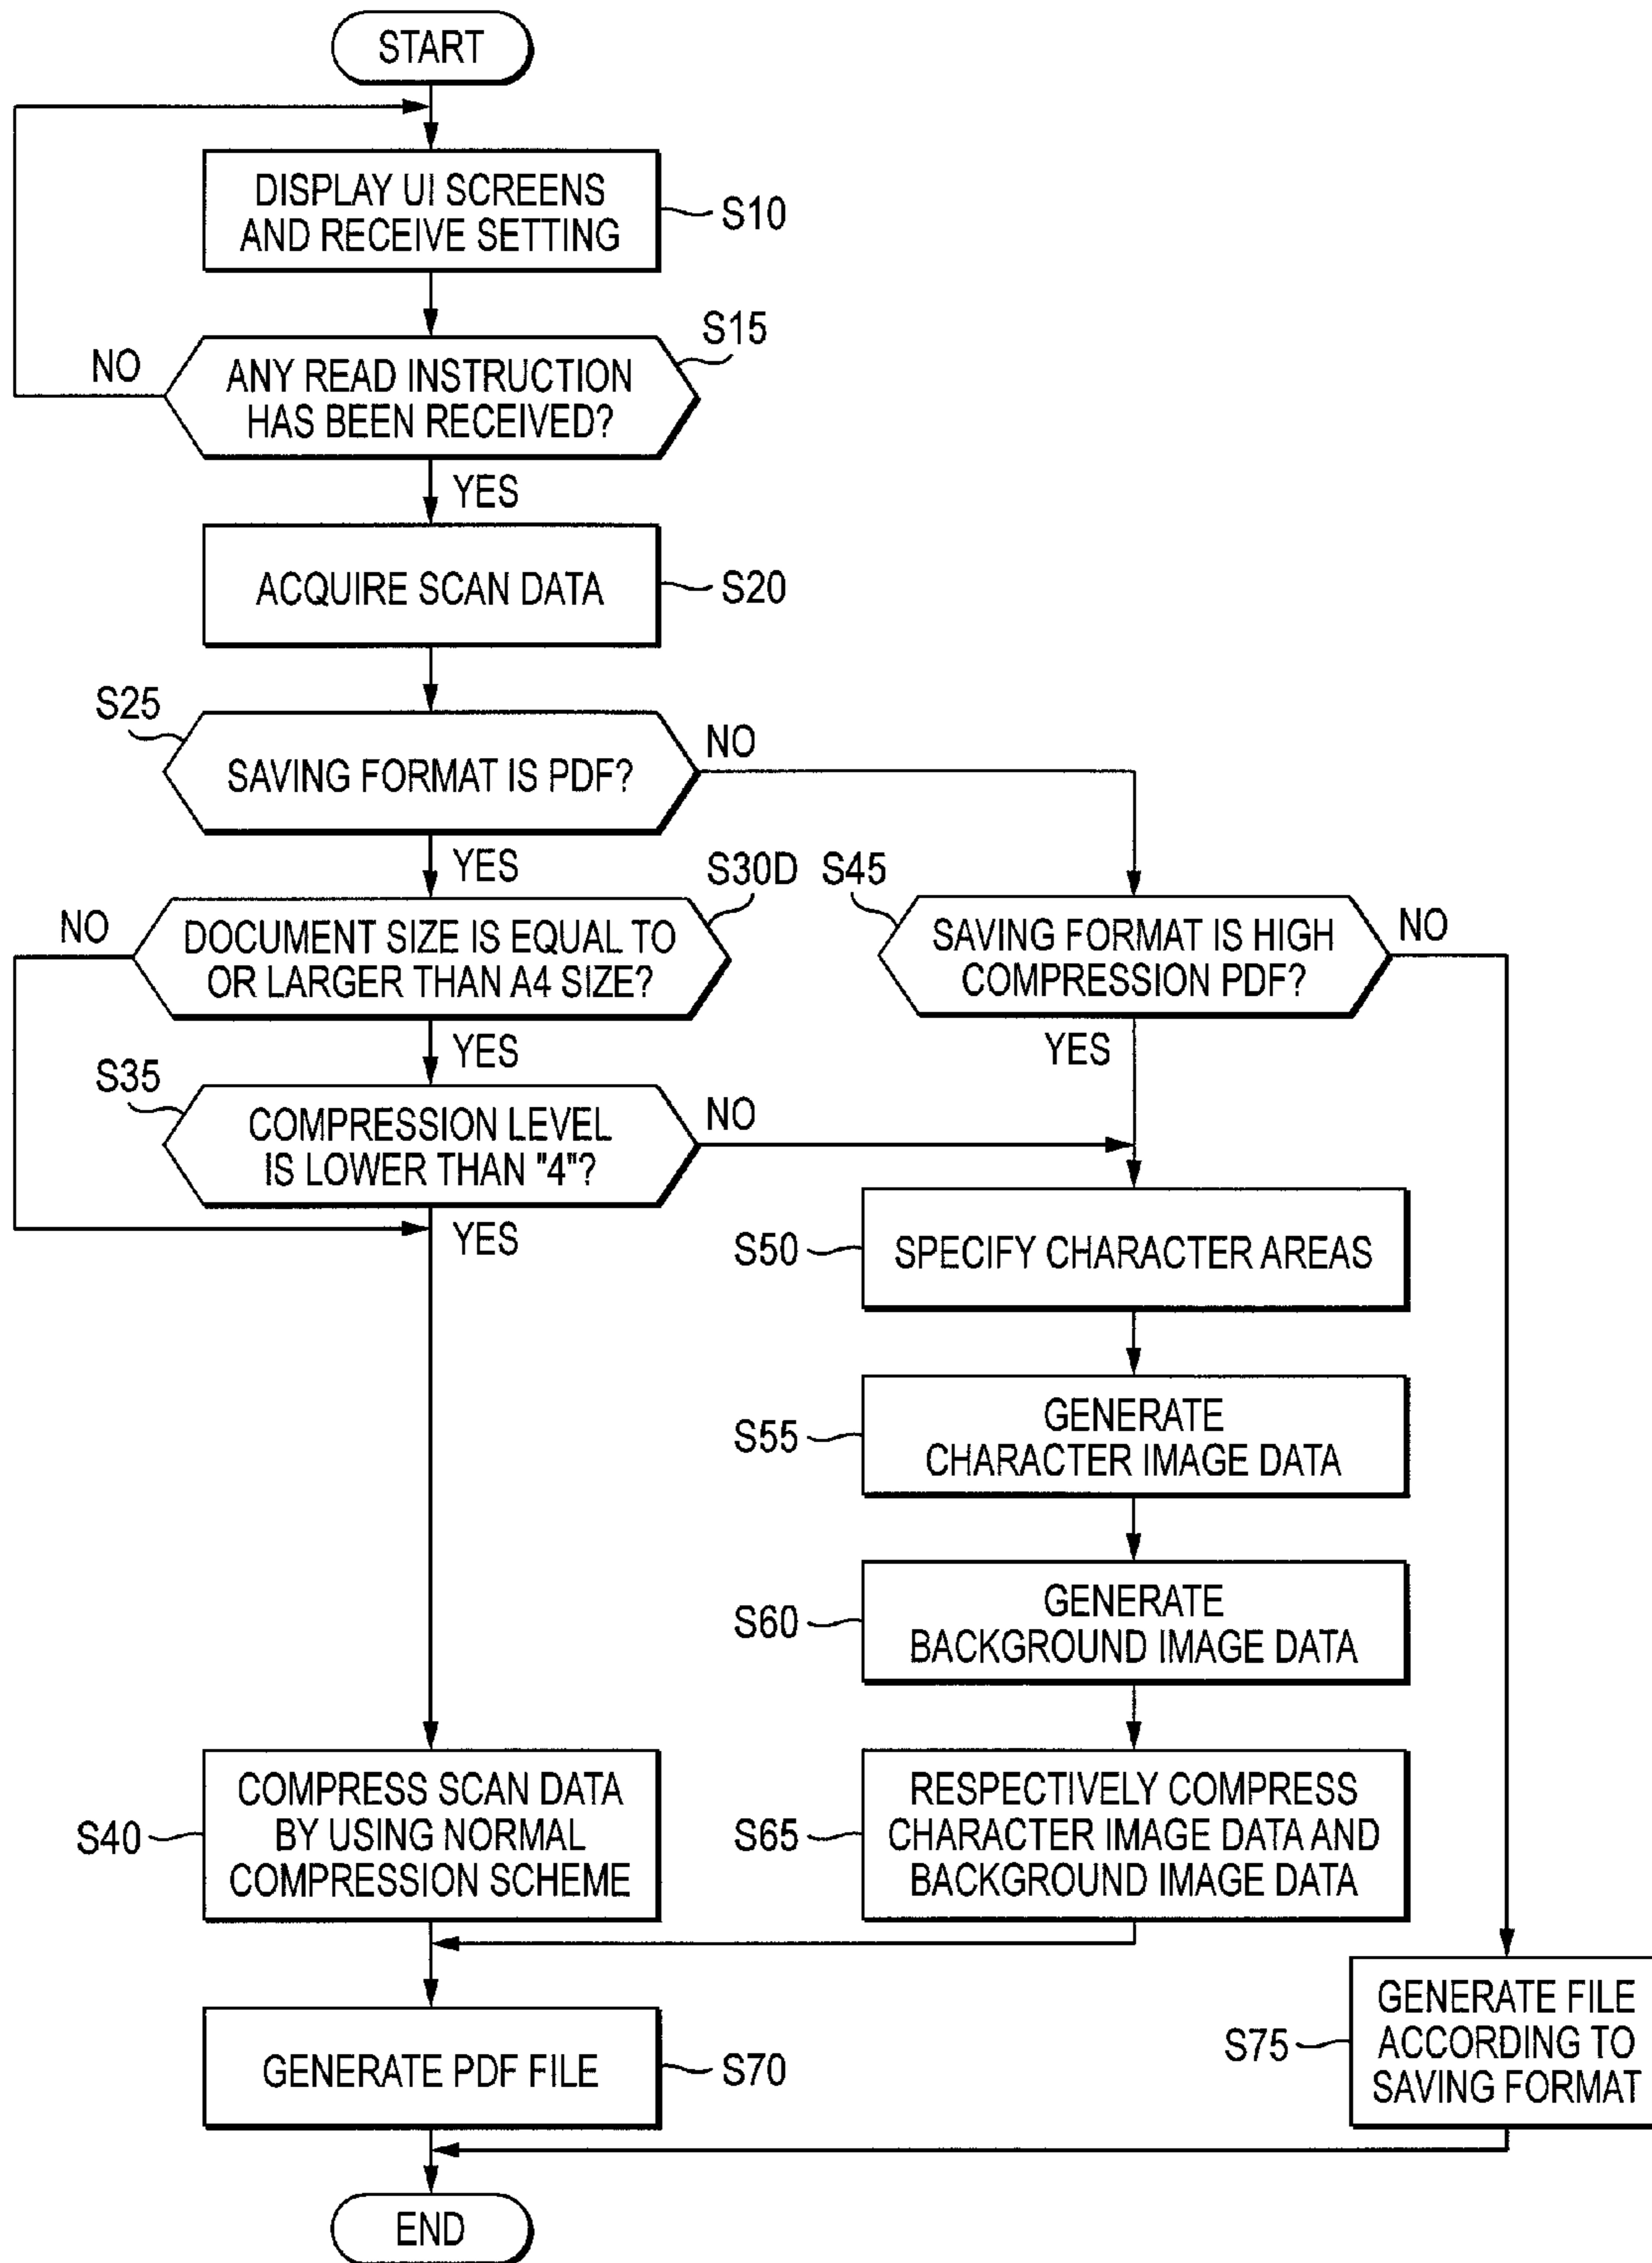 START
DISPLAY UI SCREENS
AND RECEIVE SETTING
S10
S15
NO
ANY READ INSTRUCTION
HAS BEEN RECEIVED?
YES
ACQUIRE SCAN DATA
S20
S25
SAVING FORMAT IS PDF?
NO
YES
S30D
NO
DOCUMENT SIZE IS EQUAL TO
OR LARGER THAN A4 SIZE?
YES
S45
SAVING FORMAT IS HIGH
COMPRESSION PDF?
NO
YES
S35
COMPRESSION LEVEL
IS LOWER THAN "4"?
NO
YES
S50
SPECIFY CHARACTER AREAS
S55
GENERATE
CHARACTER IMAGE DATA
S60
GENERATE
BACKGROUND IMAGE DATA
S40
COMPRESS SCAN DATA
BY USING NORMAL
COMPRESSION SCHEME
S65
RESPECTIVELY COMPRESS
CHARACTER IMAGE DATA AND
BACKGROUND IMAGE DATA
GENERATE PDF FILE
S70
S75
GENERATE FILE
ACCORDING TO
SAVING FORMAT
END